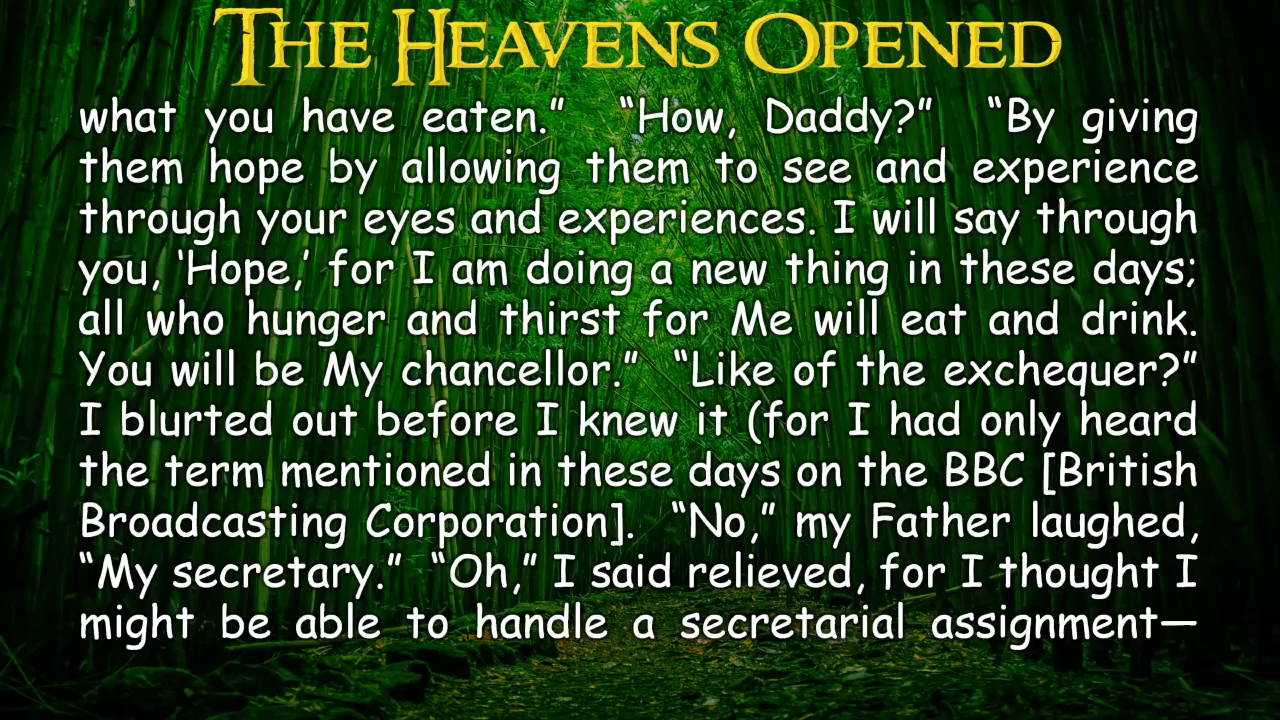 THE HEAVENS OPENED
what you have eaten.” “How, Daddy?” “By giving
them hope by allowing them to see and experience
through your eyes and experiences. I will say through
you, ‘Hope,’ for I am doing a new thing in these days;
all who hunger and thirst for Me will eat and drink.
You will be My chancellor.” “Like of the exchequer?”
I blurted out before I knew it (for I had only heard
the term mentioned in these days on the BBC [British
Broadcasting Corporation]. “No,” my Father laughed,
“My secretary.” “Oh,” I said relieved, for I thought I
might be able to handle a secretarial assignment—